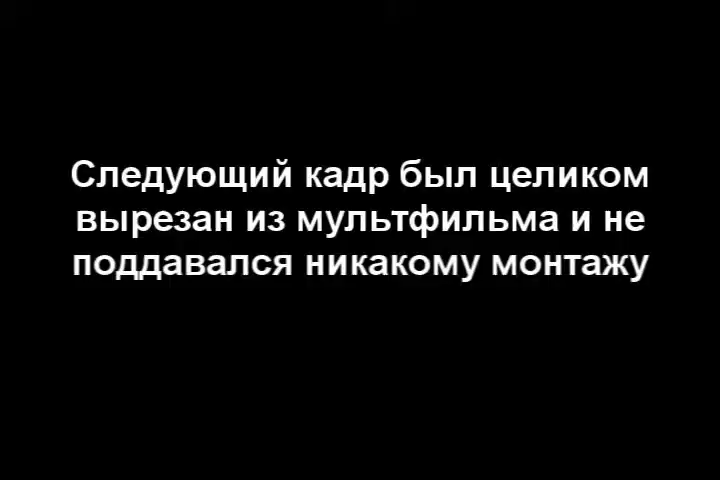 Следующий кадр был целиком
вырезан из мультфильма и не
поддавался никакому монтажу